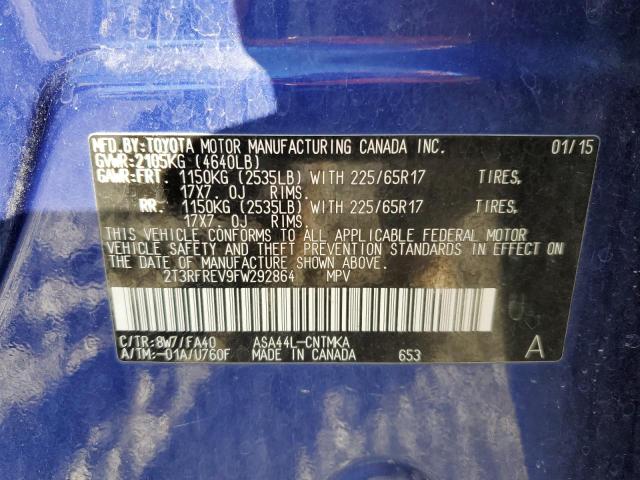 MFD.BY:TOYOTA MOTOR MANUFACTURING CANADA INC. 01/15
GVWR:2105KG (4640LB)
GAWR:FRT. 1150KG (2535LB) WITH 225/65R17 TIRES,
17X7. 0J RIMS.
RR. 1150KG (2535LB) WITH 225/65R17 TIRES,
17X7. 0J RIMS.
THIS VEHICLE CONFORMS TO ALL APPLICABLE FEDERAL MOTOR
VEHICLE SAFETY AND THEFT PREVENTION STANDARDS IN EFFECT ON
THE DATE OF MANUFACTURE SHOWN ABOVE.
2T3RFREV9FW292864 MPV
C/TR:8W7/FA40 ASA44L-CNTMKA
A/TM:-01A/U760F MADE IN CANADA 653 A